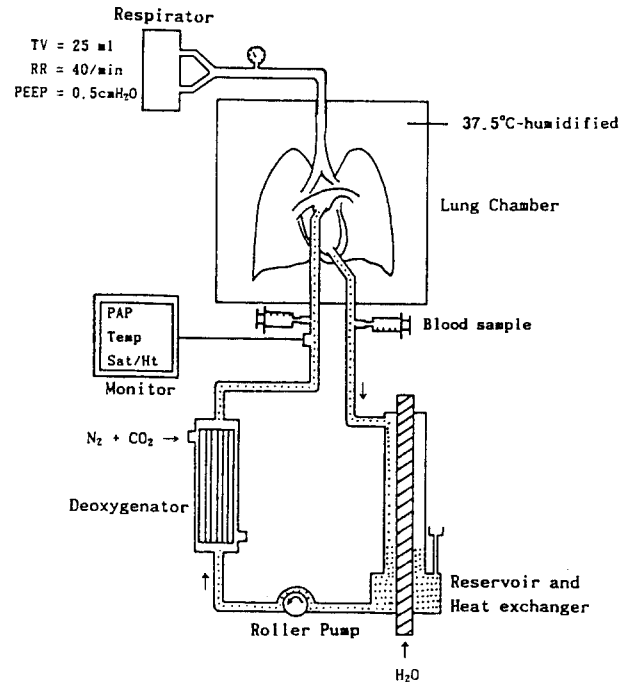 Respirator
TV = 25 ml
RR = 40/min
PEEP = 0.5cmH₂O
37.5°C-humidified
Lung Chamber
Blood sample
PAP
Temp
Sat/Ht
Monitor
N₂ + CO₂ →
Deoxygenator
Reservoir and
Heat exchanger
Roller Pump
H₂O